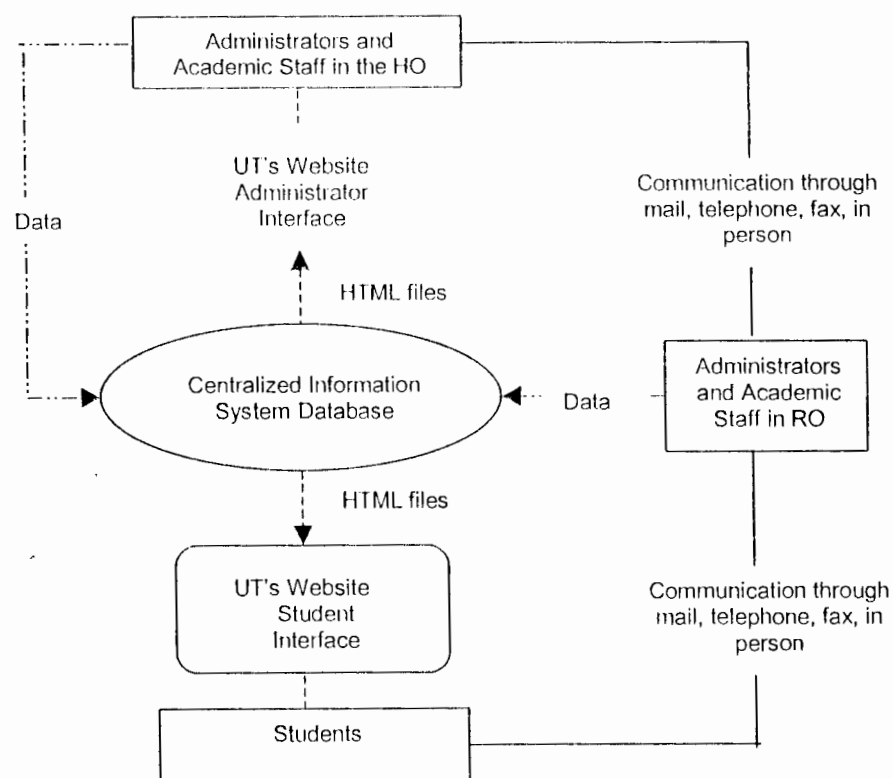 Administrators and
Academic Staff in the HO
UT's Website
Administrator
Interface
Data
Communication through
mail, telephone, fax, in
person
HTML files
Centralized Information
System Database
Data
Administrators
and Academic
Staff in RO
HTML files
UT's Website
Student
Interface
Communication through
mail, telephone, fax, in
person
Students